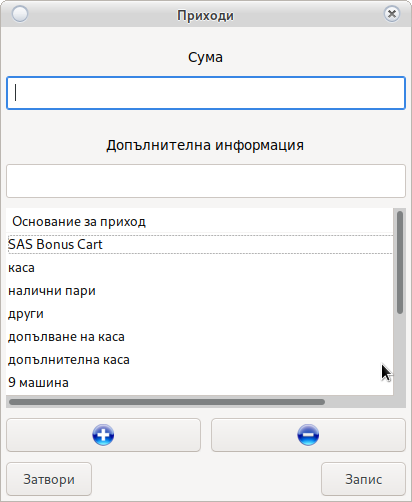 Приходи
Сума
Допълнителна информация
Основание за приход
SAS Bonus Cart
каса
налични пари
други
допълване на каса
допълнителна каса
9 машина
Затвори
Запис